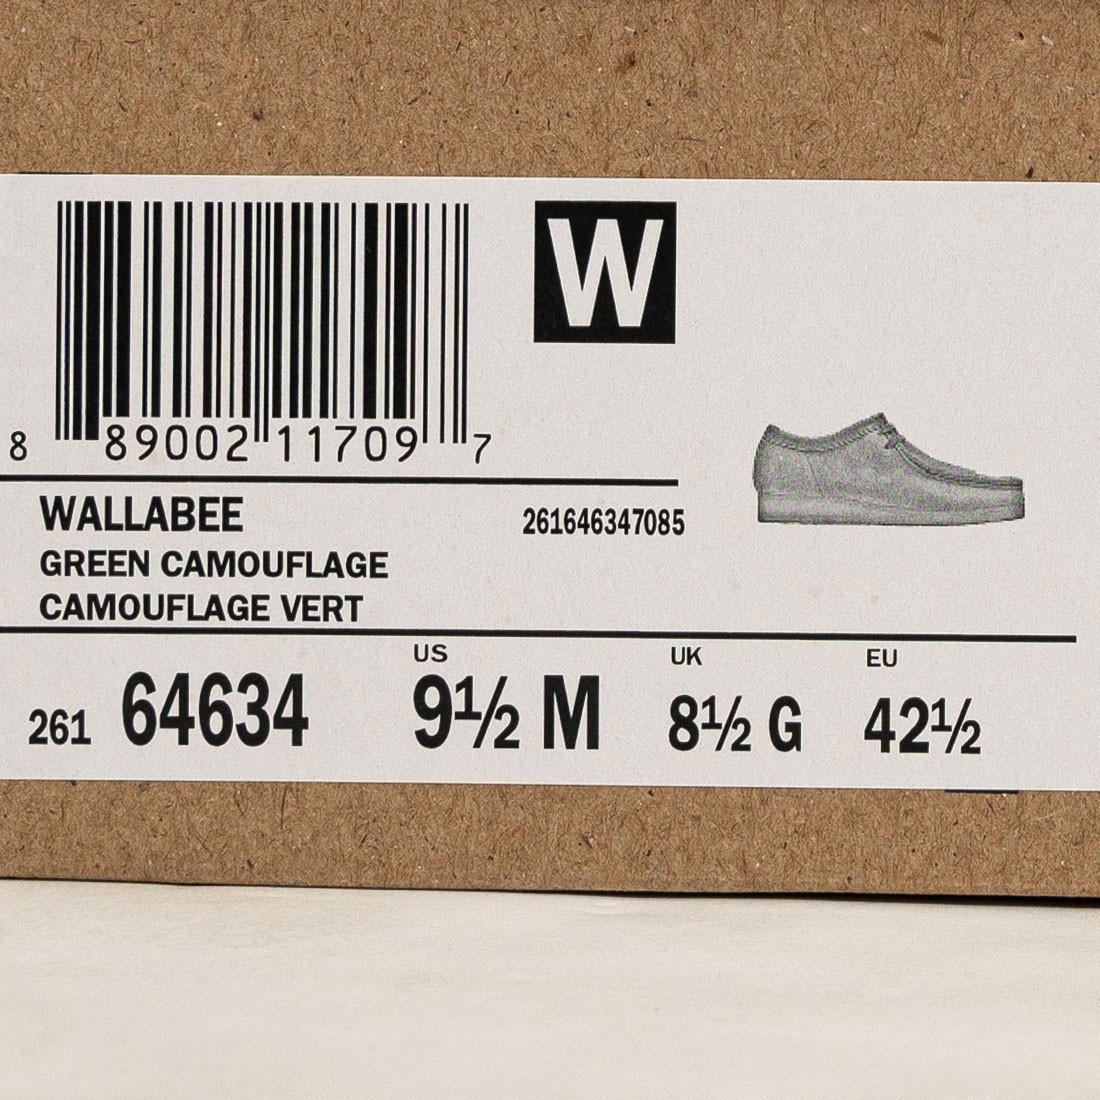 W
8 89002 11709 7
WALLABEE
261646347085
GREEN CAMOUFLAGE
CAMOUFLAGE VERT
US UK EU
261 64634 9½ M 8½ G 42½